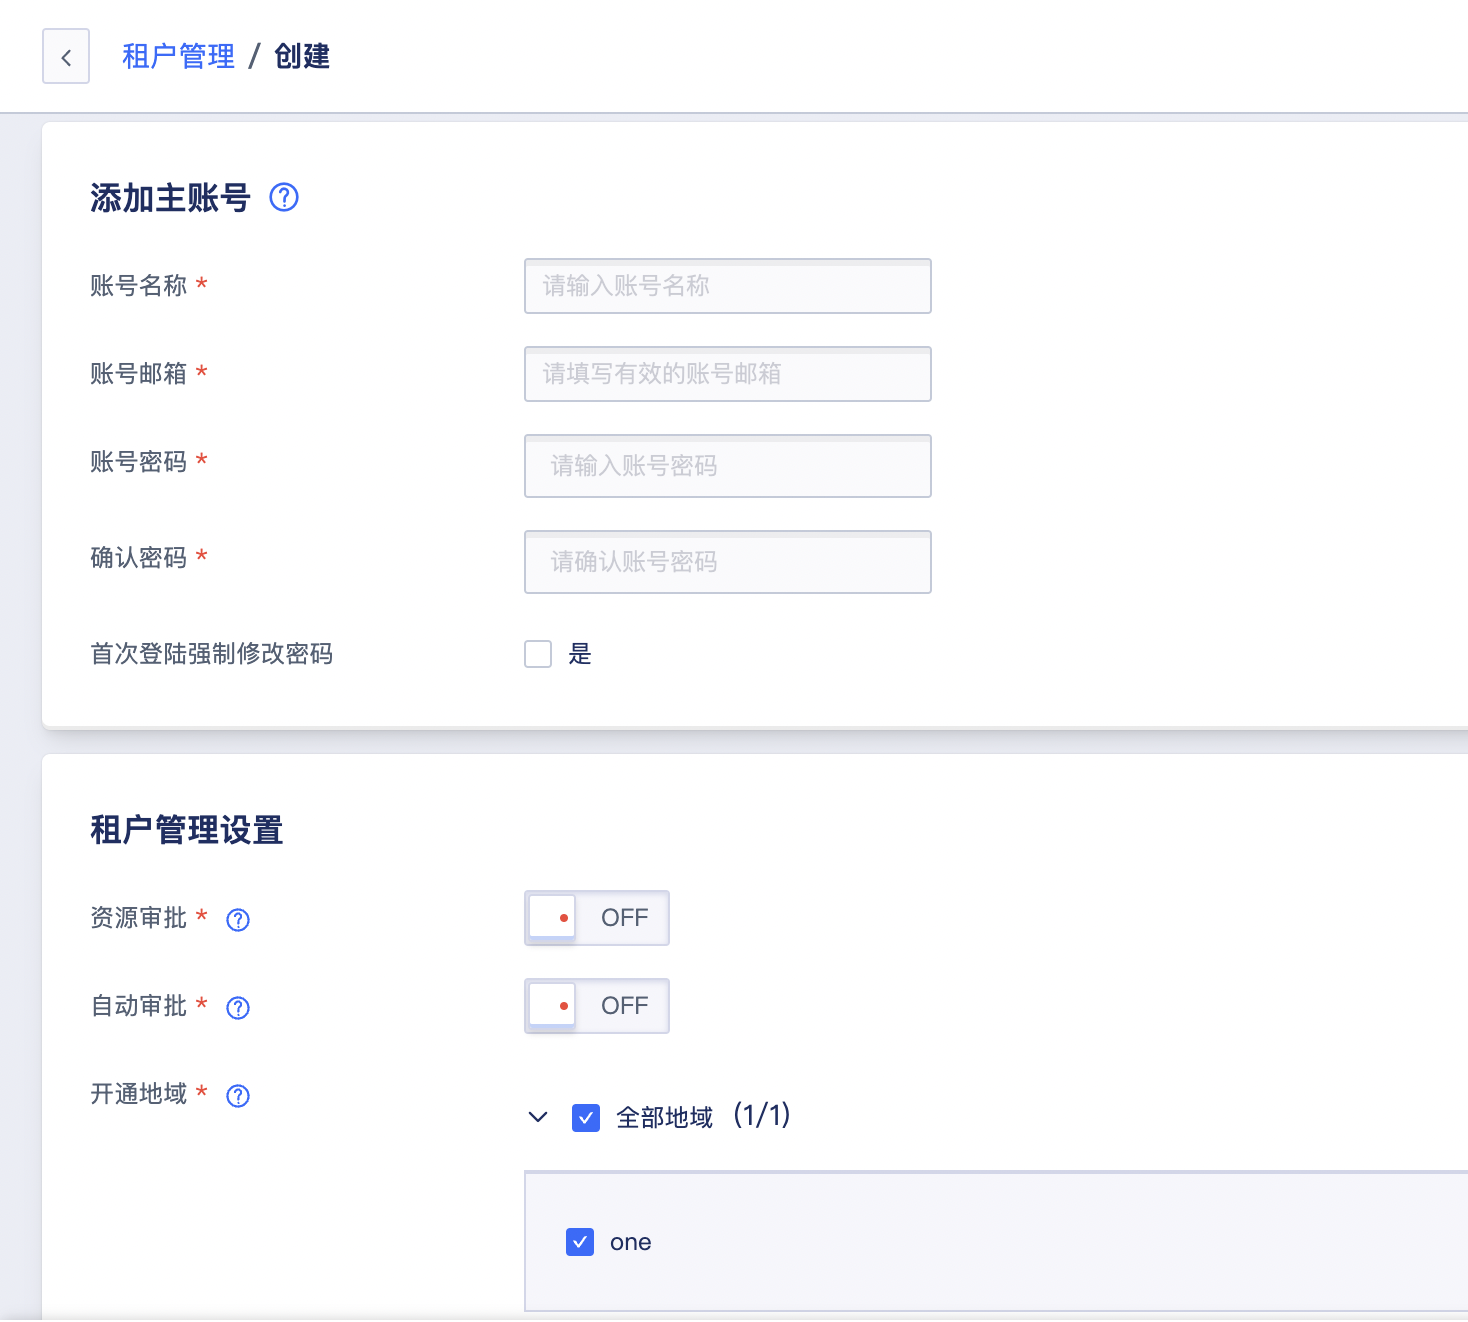 租户管理 / 创建
添加主账号
账号名称 * 请输入账号名称
账号邮箱 * 请填写有效的账号邮箱
账号密码 * 请输入账号密码
确认密码 * 请确认账号密码
首次登陆强制修改密码 是
租户管理设置
资源审批 * OFF
自动审批 * OFF
开通地域 *
全部地域 (1/1)
one